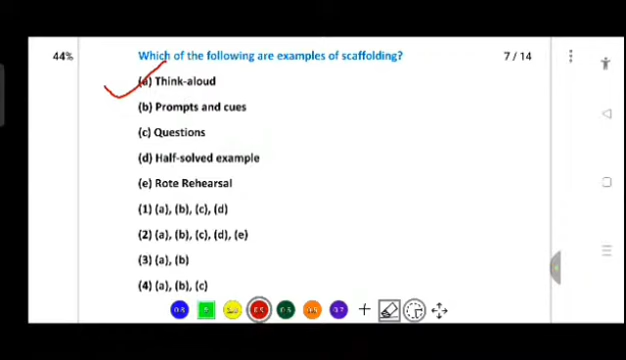 44%
Which of the following are examples of scaffolding?
7 / 14
(a) Think-aloud
(b) Prompts and cues
(c) Questions
(d) Half-solved example
(e) Rote Rehearsal
(1) (a), (b), (c), (d)
(2) (a), (b), (c), (d), (e)
(3) (a), (b)
(4) (a), (b), (c)